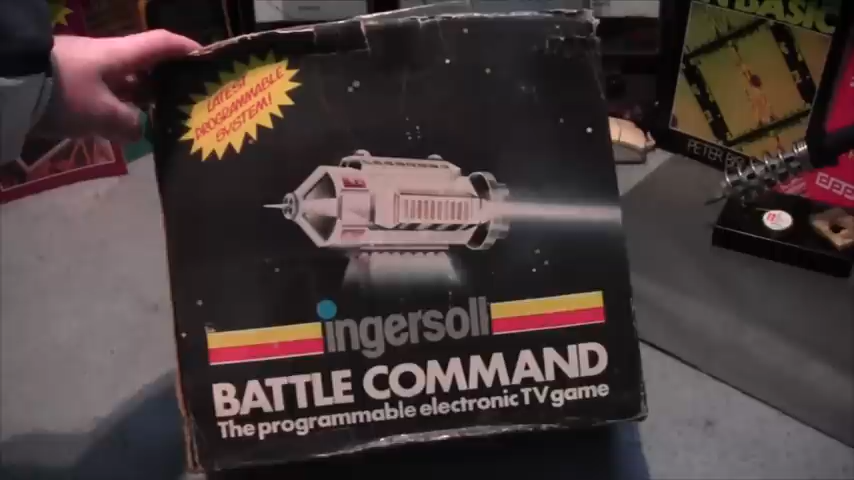 LATEST
PROGRAMMABLE
SYSTEM!
ingersoll
BATTLE COMMAND
The programmable electronic TV game
BASIC
PETER